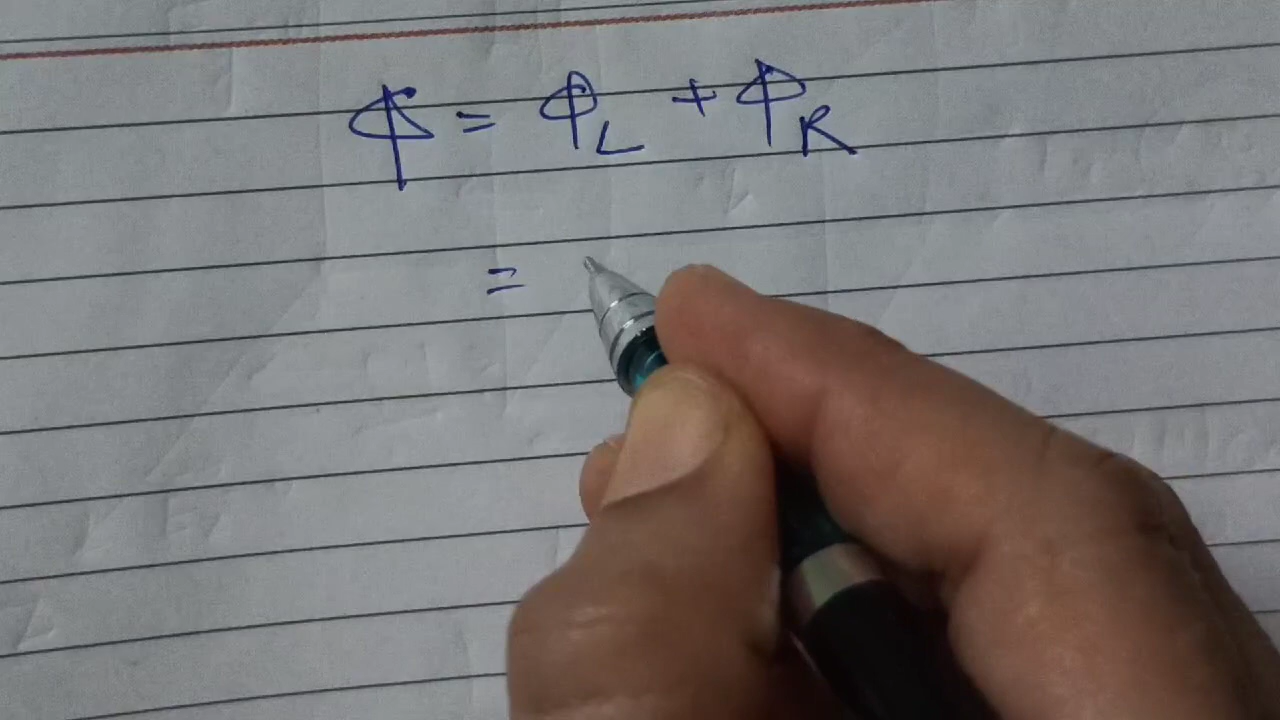 ϕ = ϕ_L + ϕ_R
=